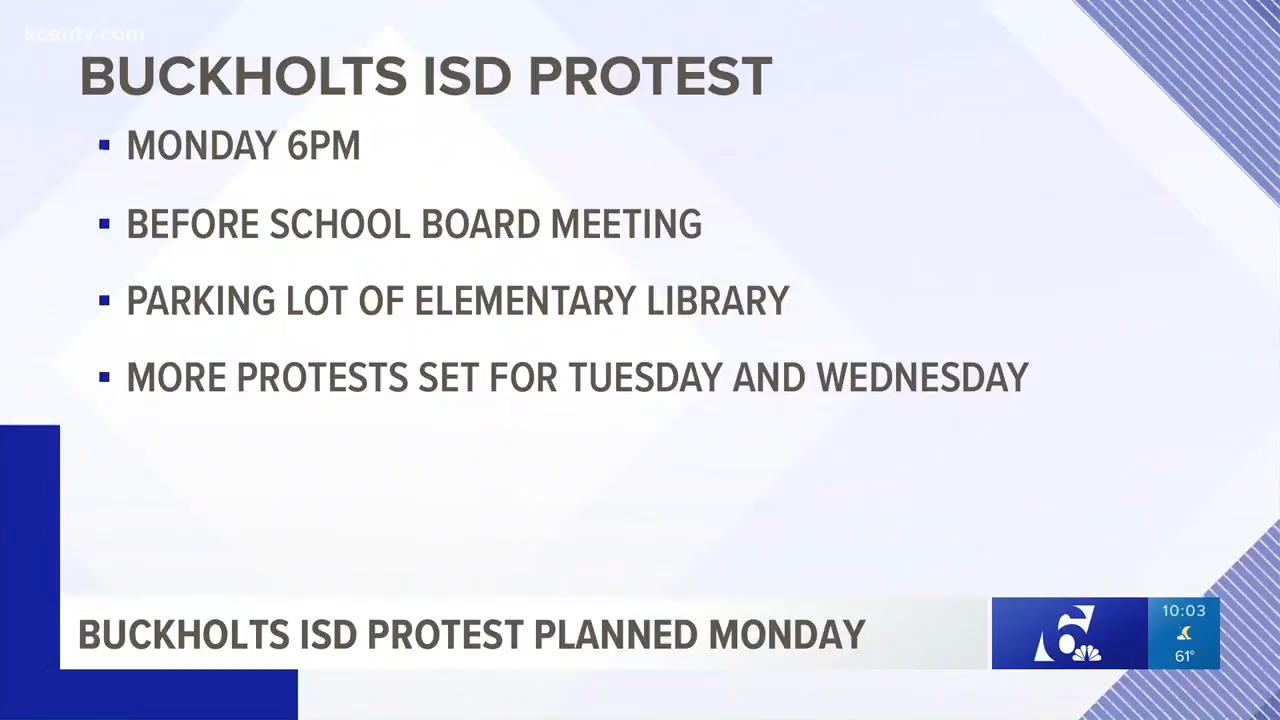 kcentv.com
BUCKHOLTS ISD PROTEST
▪ MONDAY 6PM
▪ BEFORE SCHOOL BOARD MEETING
▪ PARKING LOT OF ELEMENTARY LIBRARY
▪ MORE PROTESTS SET FOR TUESDAY AND WEDNESDAY
BUCKHOLTS ISD PROTEST PLANNED MONDAY
6
10:03
61°